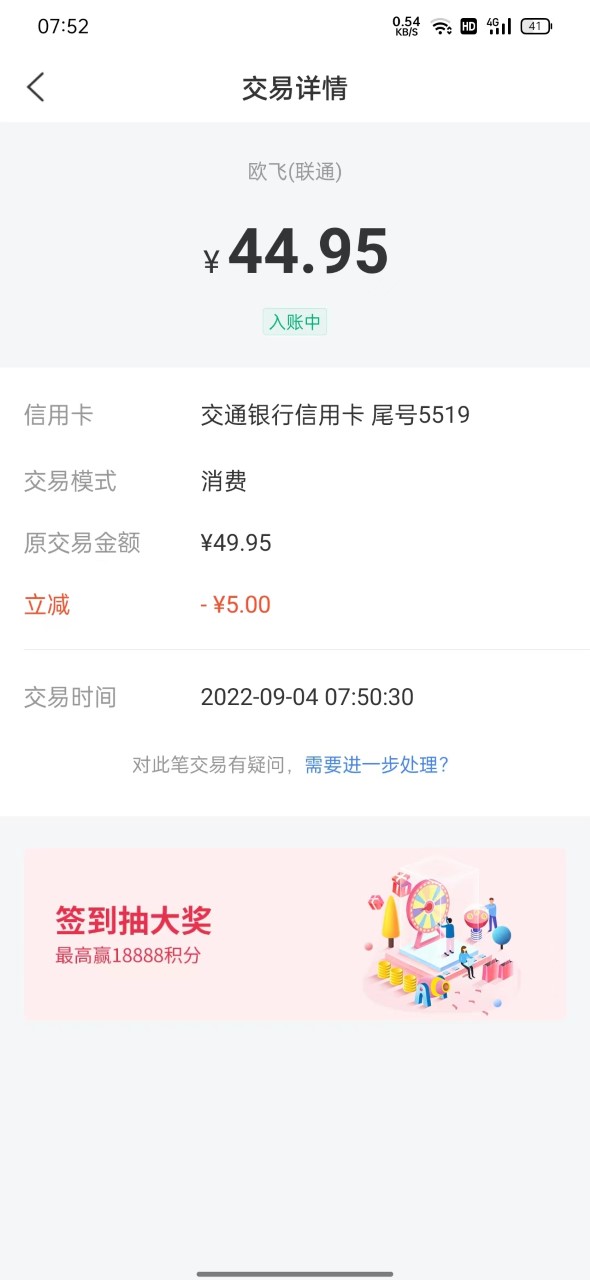 07:52
0.54
KB/S
HD
4G
41
交易详情
欧飞(联通)
¥44.95
入账中
信用卡 交通银行信用卡 尾号5519
交易模式 消费
原交易金额 ¥49.95
立减 - ¥5.00
交易时间 2022-09-04 07:50:30
对此笔交易有疑问，需要进一步处理?
签到抽大奖
最高赢18888积分